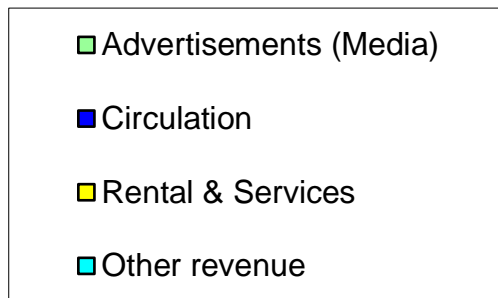 Advertisements (Media)
Circulation
Rental & Services
Other revenue